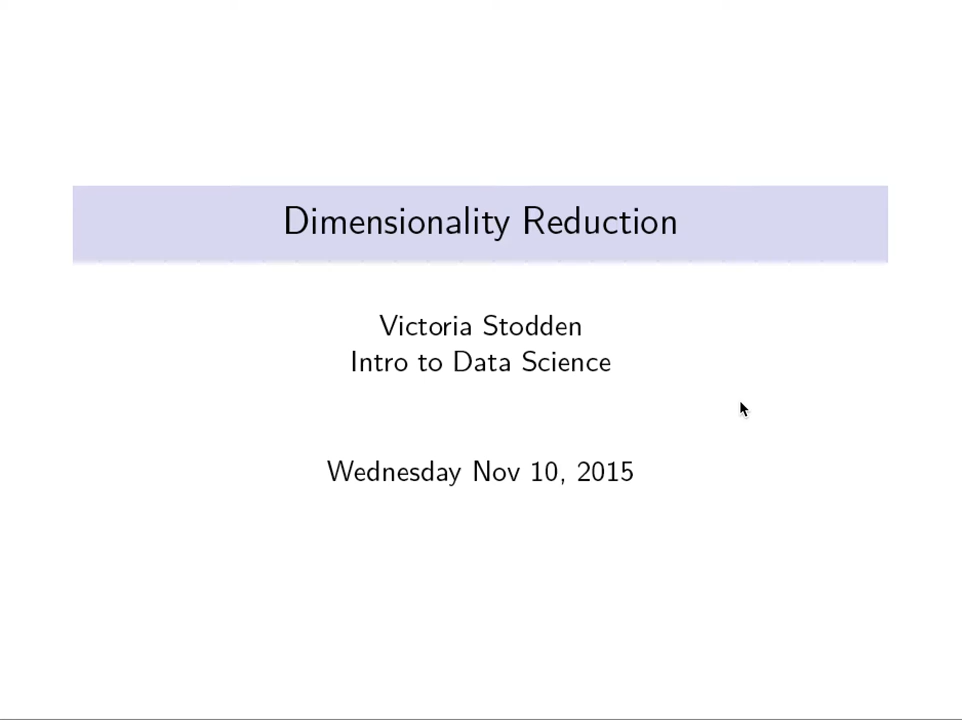 Dimensionality Reduction
Victoria Stodden
Intro to Data Science
Wednesday Nov 10, 2015